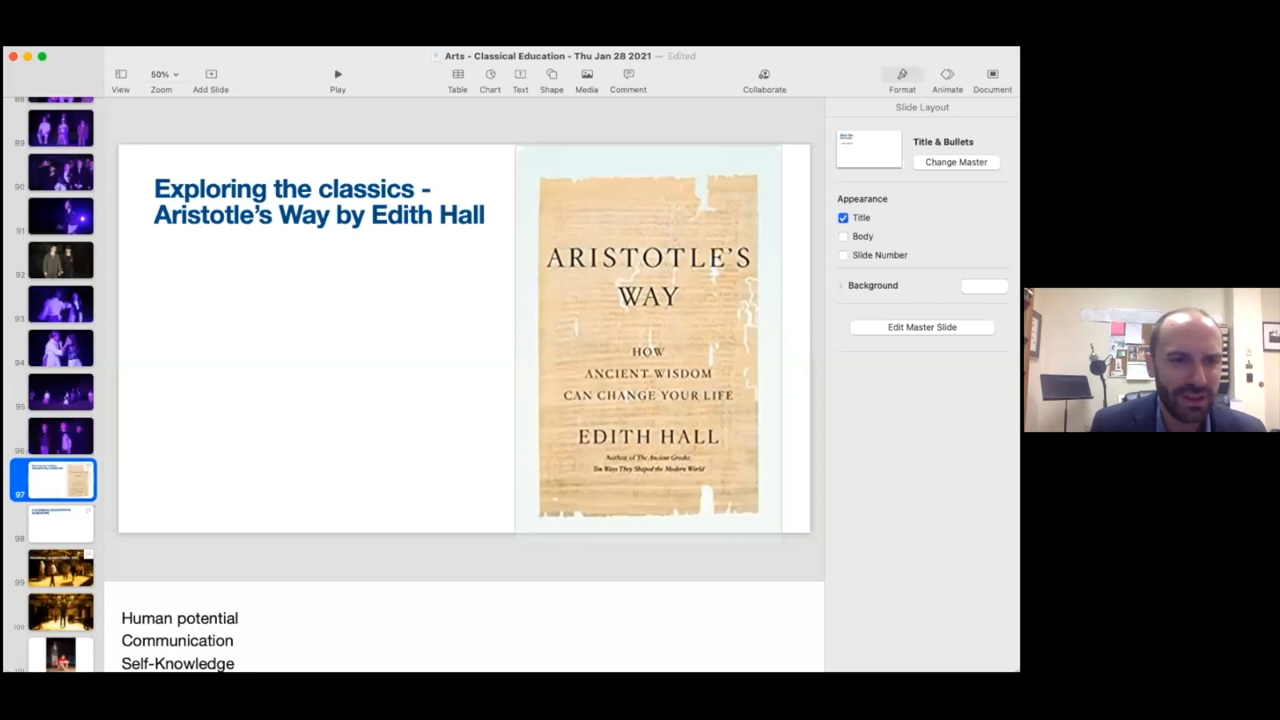 Arts - Classical Education - Thu Jan 28 2021 — Edited
50%
View
Zoom
Add Slide
Play
Table
Chart
Text
Shape
Media
Comment
Collaborate
Format
Animate
Document
88
89
90
91
92
93
94
95
96
97
98
99
100
Exploring the classics -
Aristotle's Way by Edith Hall
ARISTOTLE'S
WAY
HOW
ANCIENT WISDOM
CAN CHANGE YOUR LIFE
EDITH HALL
Author of The Ancient Greeks:
Ten Ways They Shaped the Modern World
Human potential
Communication
Self-Knowledge
Slide Layout
Title & Bullets
Change Master
Appearance
Title
Body
Slide Number
Background
Edit Master Slide